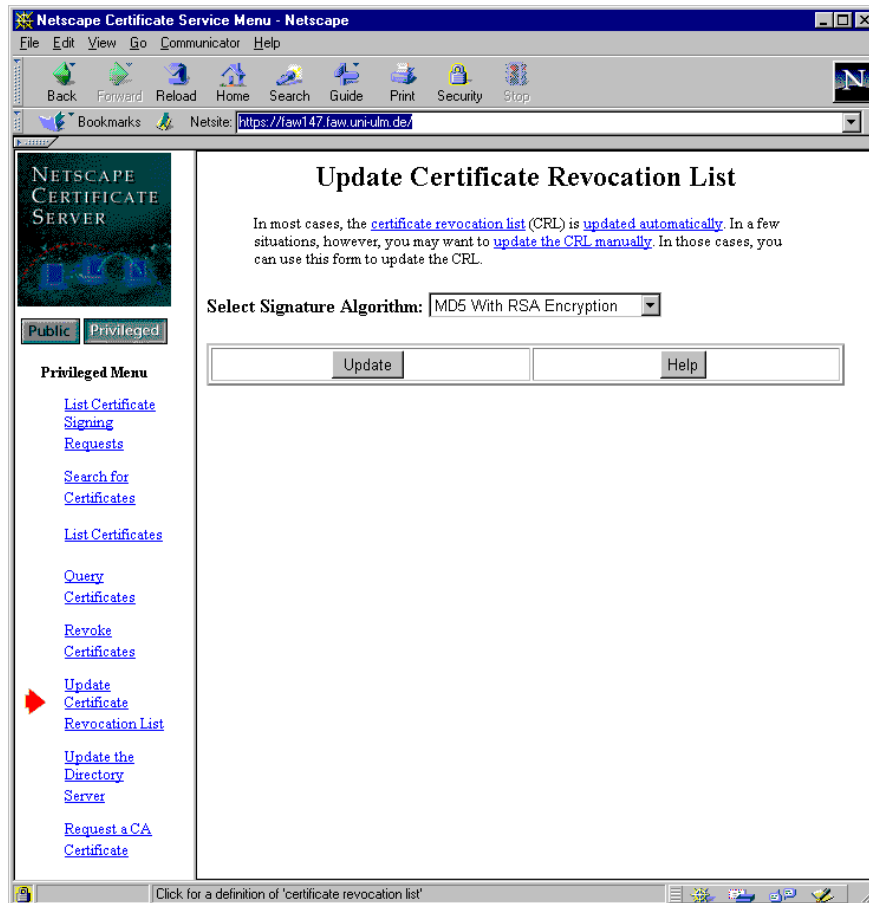 Netscape Certificate Service Menu - Netscape
File Edit View Go Communicator Help
Back Forward Reload Home Search Guide Print Security Stop
N
Bookmarks Netsite: https://faw147.faw.uni-ulm.de/
NETSCAPE
CERTIFICATE
SERVER
Public Privileged
Privileged Menu
List Certificate
Signing
Requests
Search for
Certificates
List Certificates
Query
Certificates
Revoke
Certificates
Update
Certificate
Revocation List
Update the
Directory
Server
Request a CA
Certificate
Update Certificate Revocation List
In most cases, the certificate revocation list (CRL) is updated automatically. In a few
situations, however, you may want to update the CRL manually. In those cases, you
can use this form to update the CRL.
Select Signature Algorithm: MD5 With RSA Encryption
Update Help
Click for a definition of 'certificate revocation list'